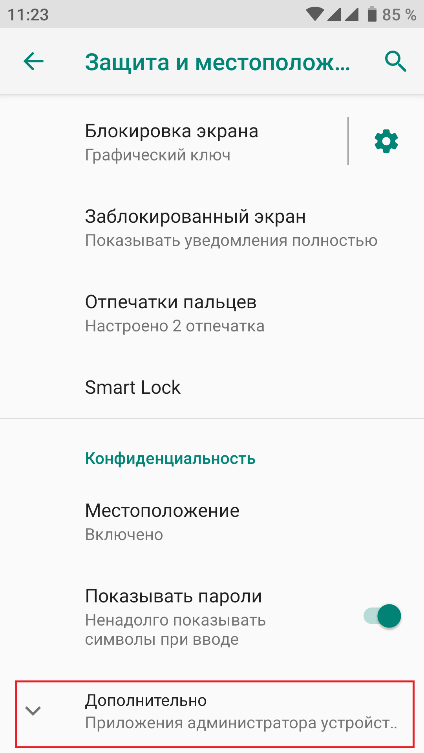 11:23
85 %
Защита и местополож...
Блокировка экрана
Графический ключ
Заблокированный экран
Показывать уведомления полностью
Отпечатки пальцев
Настроено 2 отпечатка
Smart Lock
Конфиденциальность
Местоположение
Включено
Показывать пароли
Ненадолго показывать
символы при вводе
Дополнительно
Приложения администратора устройст..